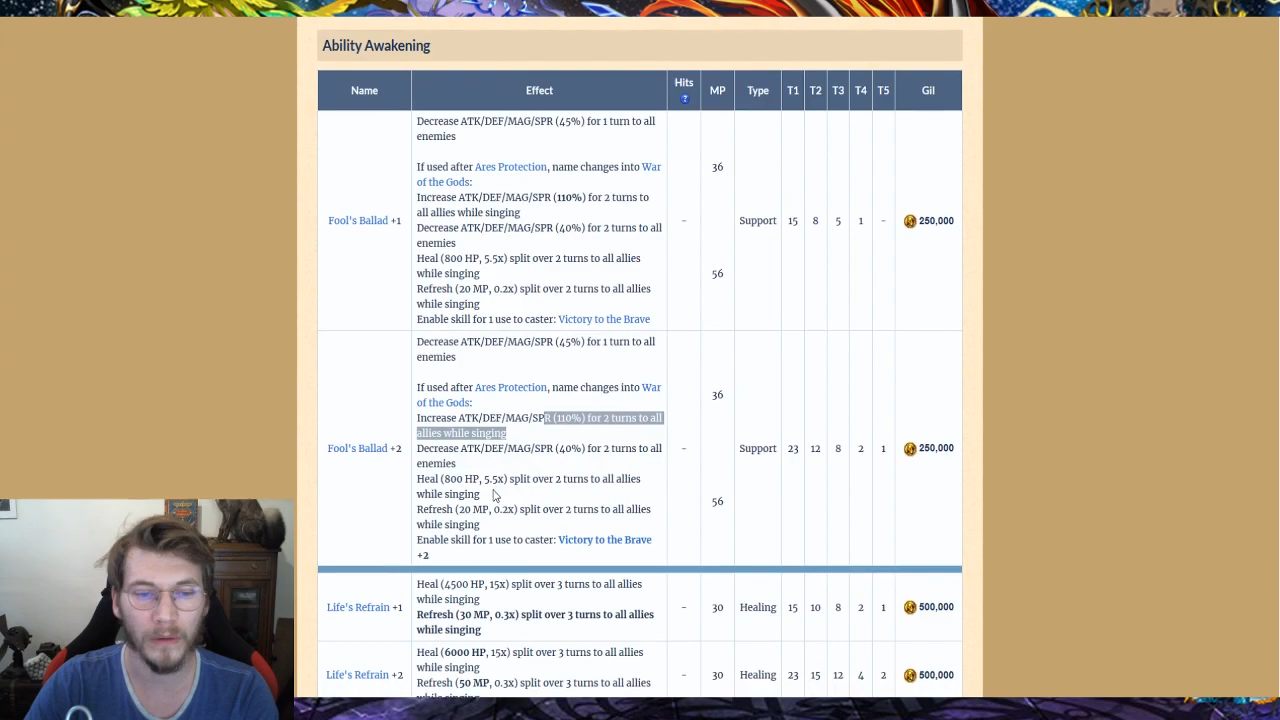 Ability Awakening
Name Effect Hits MP Type T1 T2 T3 T4 T5 Gil
?
Decrease ATK/DEF/MAG/SPR (45%) for 1 turn to all
enemies
If used after Ares Protection, name changes into War
of the Gods:
Increase ATK/DEF/MAG/SPR (110%) for 2 turns to
all allies while singing
Decrease ATK/DEF/MAG/SPR (40%) for 2 turns to all
enemies
Heal (800 HP, 5.5x) split over 2 turns to all allies
while singing
Refresh (20 MP, 0.2x) split over 2 turns to all allies
while singing
Enable skill for 1 use to caster: Victory to the Brave
Fool's Ballad +1 - 36 56 Support 15 8 5 1 - 250,000
Decrease ATK/DEF/MAG/SPR (45%) for 1 turn to all
enemies
If used after Ares Protection, name changes into War
of the Gods:
Increase ATK/DEF/MAG/SPR (110%) for 2 turns to all
allies while singing
Decrease ATK/DEF/MAG/SPR (40%) for 2 turns to all
enemies
Heal (800 HP, 5.5x) split over 2 turns to all allies
while singing
Refresh (20 MP, 0.2x) split over 2 turns to all allies
while singing
Enable skill for 1 use to caster: Victory to the Brave
+2
Fool's Ballad +2 - 36 56 Support 23 12 8 2 1 250,000
Heal (4500 HP, 15x) split over 3 turns to all allies
while singing
Refresh (30 MP, 0.3x) split over 3 turns to all allies
while singing
Life's Refrain +1 - 30 Healing 15 10 8 2 1 500,000
Heal (6000 HP, 15x) split over 3 turns to all allies
while singing
Refresh (50 MP, 0.3x) split over 3 turns to all allies
while singing
Life's Refrain +2 - 30 Healing 23 15 12 4 2 500,000